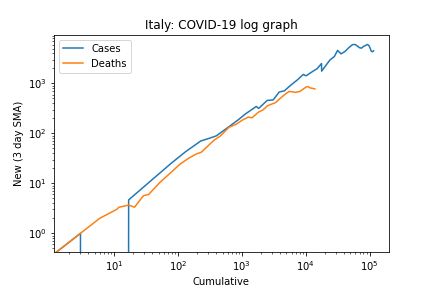 Italy: COVID-19 log graph
Cases
Deaths
New (3 day SMA)
10³
10²
10¹
10⁰
10¹
10²
10³
10⁴
10⁵
Cumulative